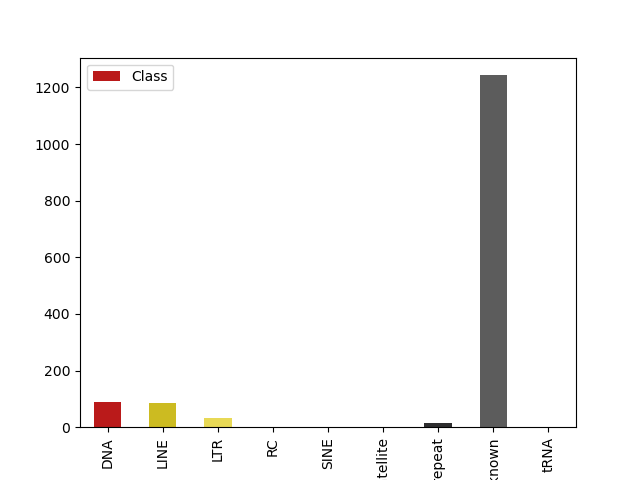 Class
1200
1000
800
600
400
200
0
DNA
LINE
LTR
RC
SINE
tellite
repeat
known
tRNA